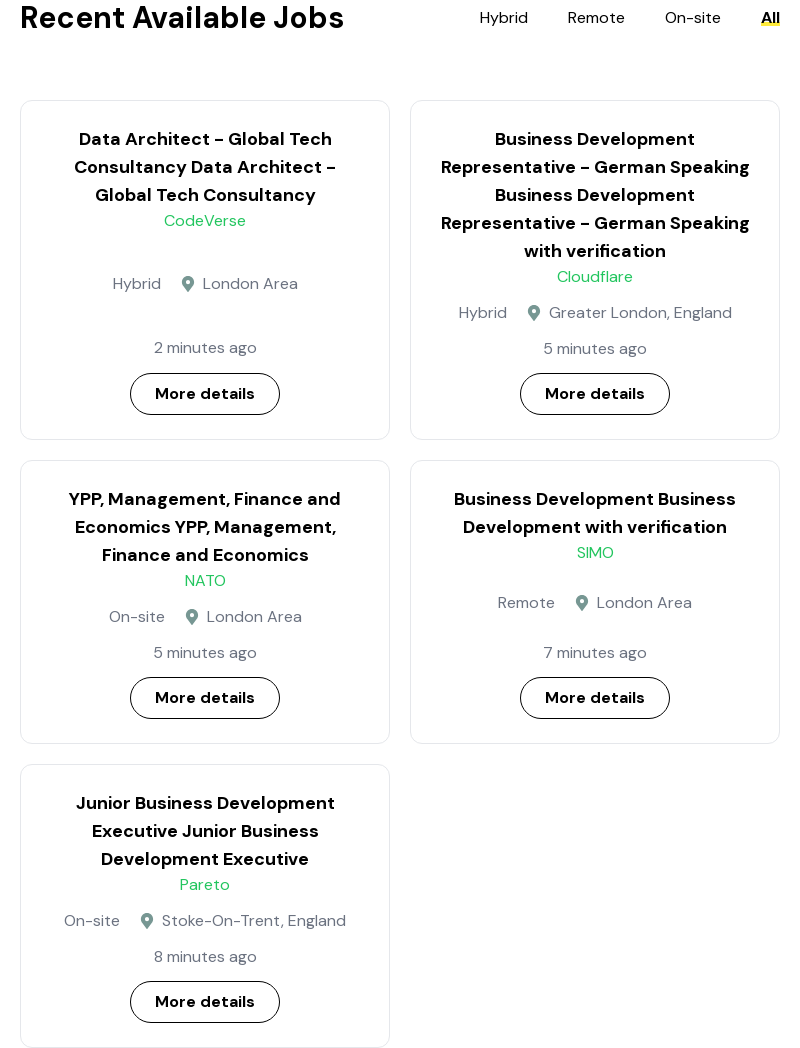 Recent Available Jobs
Hybrid
Remote
On-site
All
Data Architect – Global Tech
Consultancy Data Architect –
Global Tech Consultancy
CodeVerse
Hybrid
London Area
2 minutes ago
More details
Business Development
Representative – German Speaking
Business Development
Representative – German Speaking
with verification
Cloudflare
Hybrid
Greater London, England
5 minutes ago
More details
YPP, Management, Finance and
Economics YPP, Management,
Finance and Economics
NATO
On-site
London Area
5 minutes ago
More details
Business Development Business
Development with verification
SIMO
Remote
London Area
7 minutes ago
More details
Junior Business Development
Executive Junior Business
Development Executive
Pareto
On-site
Stoke-On-Trent, England
8 minutes ago
More details